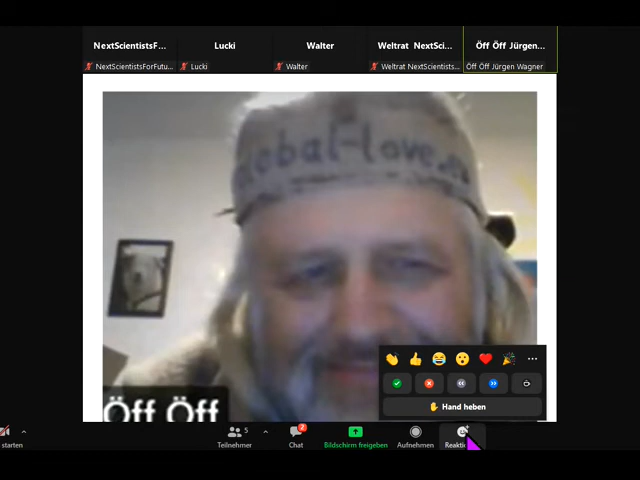 NextScientistsF...
Lucki
Walter
Weltrat NextSci...
Öff Öff Jürgen...
NextScientistsForFutu...
Lucki
Walter
Weltrat NextScientists...
Öff Öff Jürgen Wagner
global-love.eu
Öff Öff
Hand heben
5
2
starten
Teilnehmer
Chat
Bildschirm freigeben
Aufnehmen
Reakti